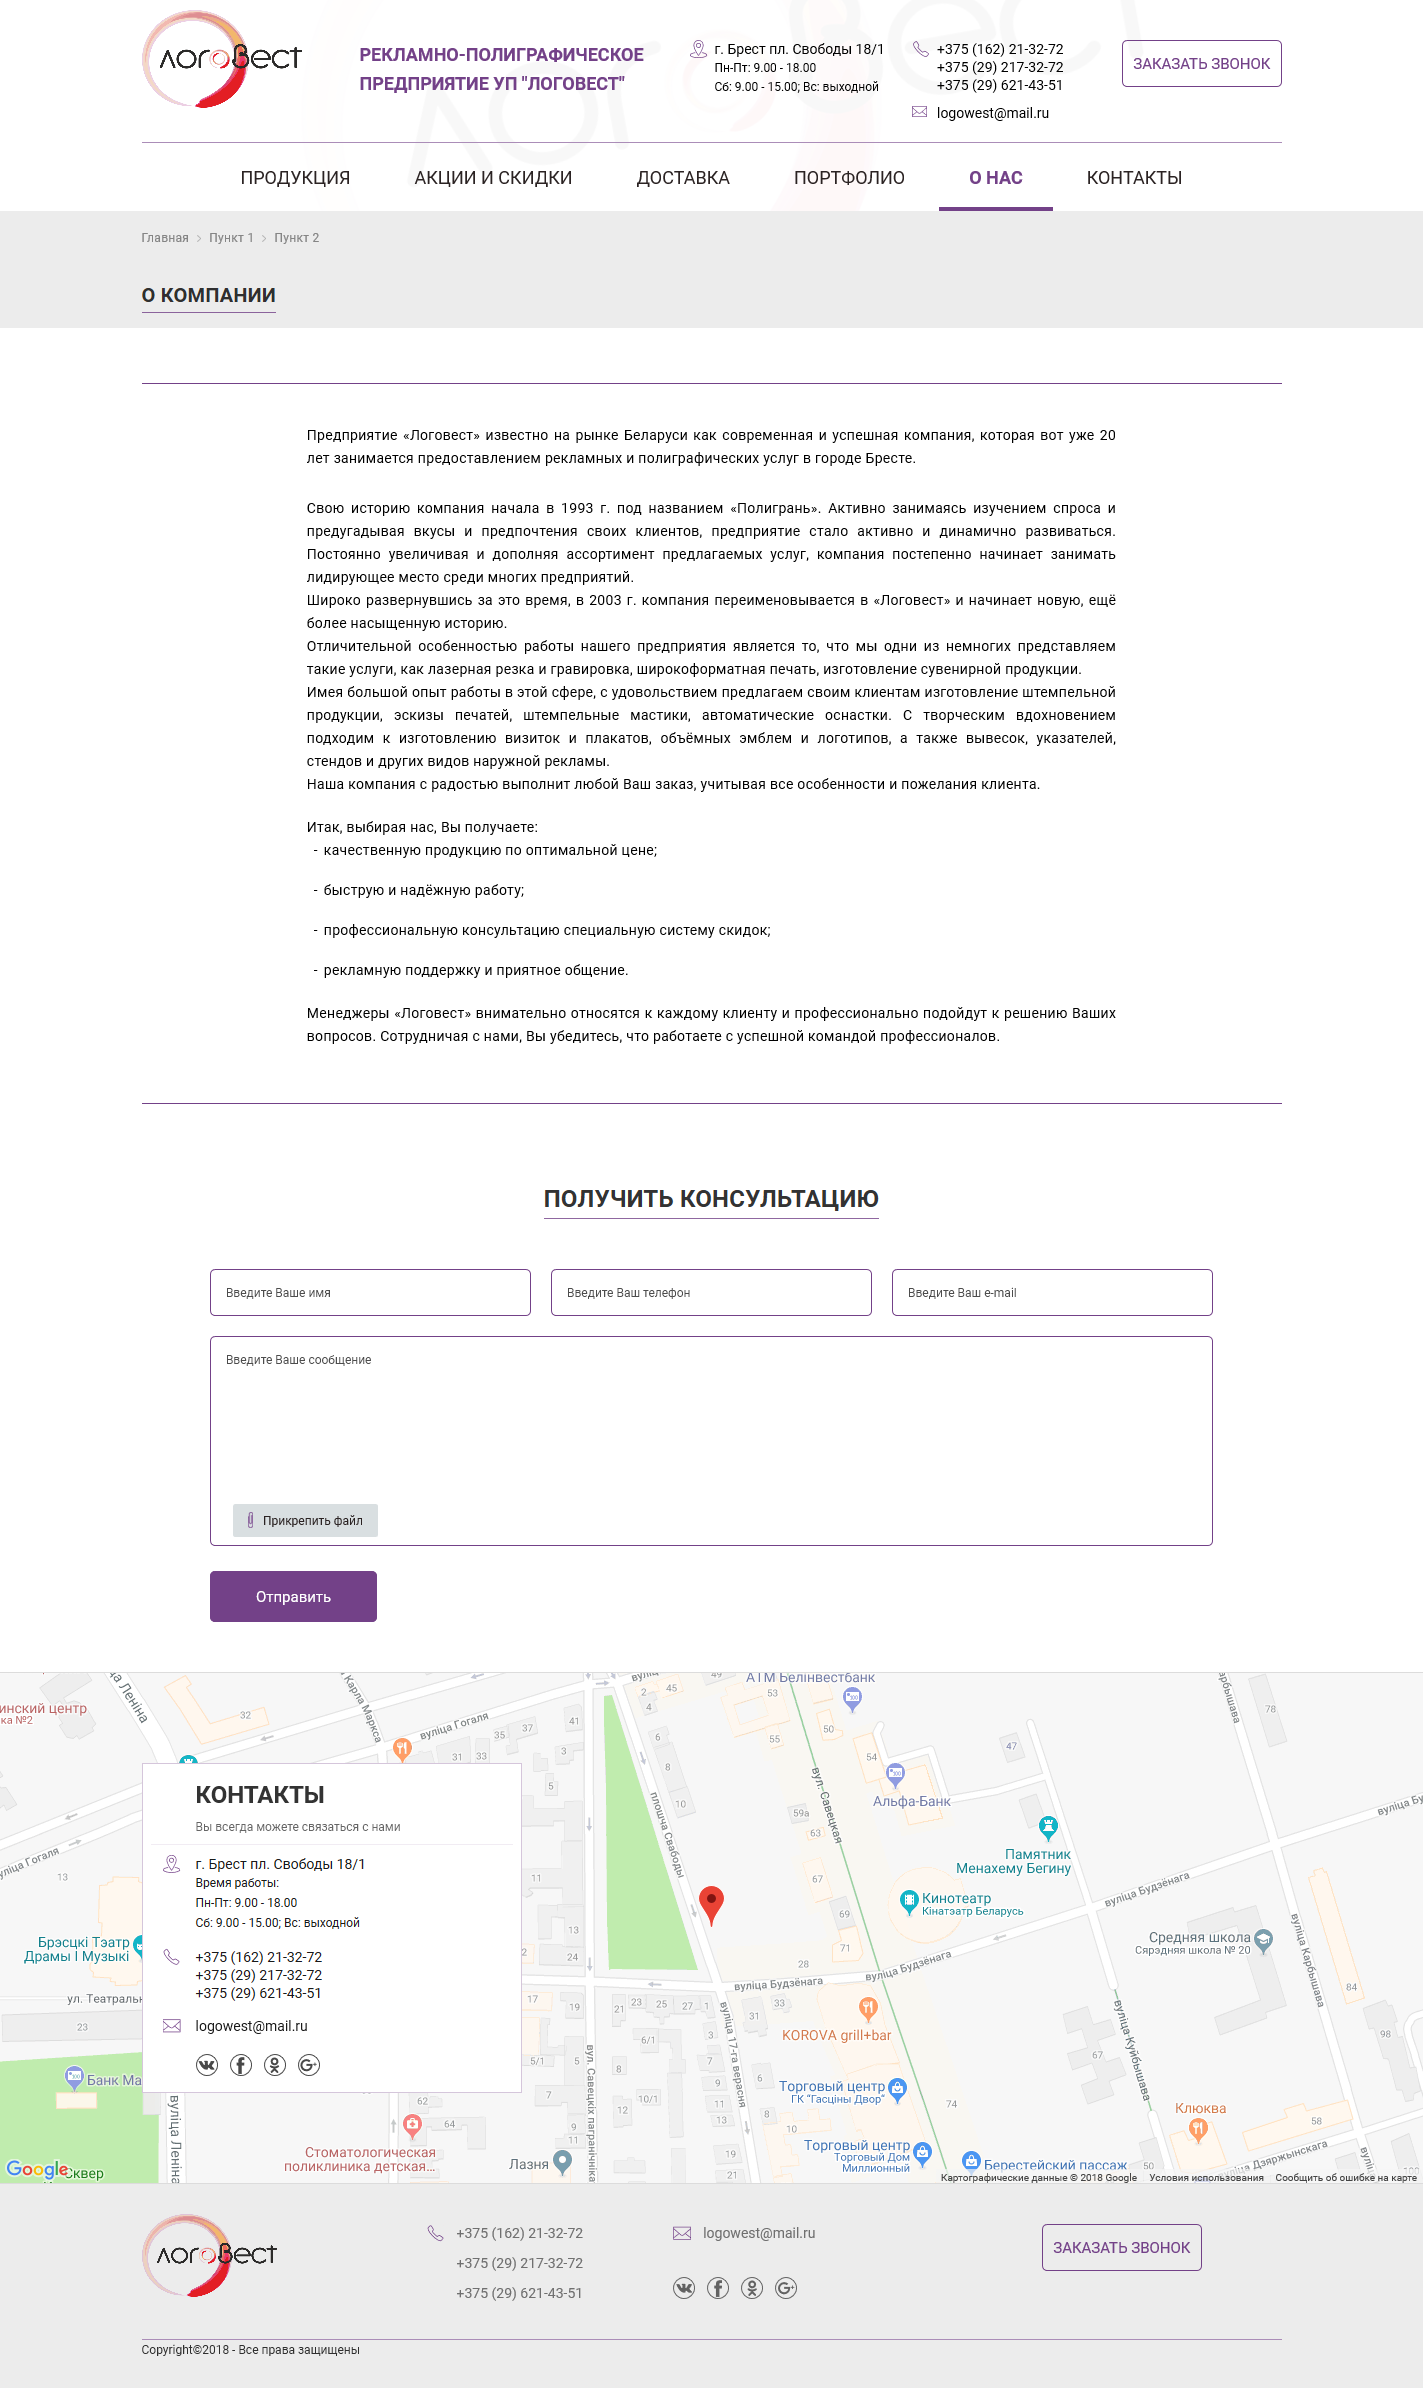 логоВест
РЕКЛАМНО-ПОЛИГРАФИЧЕСКОЕ
ПРЕДПРИЯТИЕ УП "ЛОГОВЕСТ"
г. Брест пл. Свободы 18/1
Пн-Пт: 9.00 - 18.00
Сб: 9.00 - 15.00; Вс: выходной
+375 (162) 21-32-72
+375 (29) 217-32-72
+375 (29) 621-43-51
logowest@mail.ru
ЗАКАЗАТЬ ЗВОНОК
ПРОДУКЦИЯ
АКЦИИ И СКИДКИ
ДОСТАВКА
ПОРТФОЛИО
О НАС
КОНТАКТЫ
Главная > Пункт 1 > Пункт 2
О КОМПАНИИ
Предприятие «Логовест» известно на рынке Беларуси как современная и успешная компания, которая вот уже 20
лет занимается предоставлением рекламных и полиграфических услуг в городе Бресте.
Свою историю компания начала в 1993 г. под названием «Полигрань». Активно занимаясь изучением спроса и
предугадывая вкусы и предпочтения своих клиентов, предприятие стало активно и динамично развиваться.
Постоянно увеличивая и дополняя ассортимент предлагаемых услуг, компания постепенно начинает занимать
лидирующее место среди многих предприятий.
Широко развернувшись за это время, в 2003 г. компания переименовывается в «Логовест» и начинает новую, ещё
более насыщенную историю.
Отличительной особенностью работы нашего предприятия является то, что мы одни из немногих представляем
такие услуги, как лазерная резка и гравировка, широкоформатная печать, изготовление сувенирной продукции.
Имея большой опыт работы в этой сфере, с удовольствием предлагаем своим клиентам изготовление штемпельной
продукции, эскизы печатей, штемпельные мастики, автоматические оснастки. С творческим вдохновением
подходим к изготовлению визиток и плакатов, объёмных эмблем и логотипов, а также вывесок, указателей,
стендов и других видов наружной рекламы.
Наша компания с радостью выполнит любой Ваш заказ, учитывая все особенности и пожелания клиента.
Итак, выбирая нас, Вы получаете:
- качественную продукцию по оптимальной цене;
- быструю и надёжную работу;
- профессиональную консультацию специальную систему скидок;
- рекламную поддержку и приятное общение.
Менеджеры «Логовест» внимательно относятся к каждому клиенту и профессионально подойдут к решению Ваших
вопросов. Сотрудничая с нами, Вы убедитесь, что работаете с успешной командой профессионалов.
ПОЛУЧИТЬ КОНСУЛЬТАЦИЮ
Введите Ваше имя
Введите Ваш телефон
Введите Ваш e-mail
Введите Ваше сообщение
Прикрепить файл
Отправить
АТМ Белінвестбанк
Альфа-Банк
Памятник
Менахему Бегину
Кинотеатр
Кінатэатр Беларусь
Средняя школа
Сярэдняя школа № 20
KOROVA grill+bar
Торговый центр
ГК "Гасціны Двор"
Торговый центр
Торговый Дом
Миллионный
Берестейский пассаж
Клюква
Лазня
Стоматологическая
поликлиника детская...
Брэсцкі Тэатр
Драмы І Музыкі
Банк Ма
Сквер
инский центр
ка №2
вуліца Гогаля
вуліца Леніна
Карла Маркса
плошча Свабоды
вул. Савецкая
вуліца Будзёнага
вуліца Карбышава
вуліца Куйбышава
вуліца Дзяржынскага
вуліца 17-га верасня
вул. Савецкіх пагранічніка
ул. Театральн
КОНТАКТЫ
Вы всегда можете связаться с нами
г. Брест пл. Свободы 18/1
Время работы:
Пн-Пт: 9.00 - 18.00
Сб: 9.00 - 15.00; Вс: выходной
+375 (162) 21-32-72
+375 (29) 217-32-72
+375 (29) 621-43-51
logowest@mail.ru
Google
Картографические данные © 2018 Google
Условия использования
Сообщить об ошибке на карте
логоВест
+375 (162) 21-32-72
+375 (29) 217-32-72
+375 (29) 621-43-51
logowest@mail.ru
ЗАКАЗАТЬ ЗВОНОК
Copyright©2018 - Все права защищены